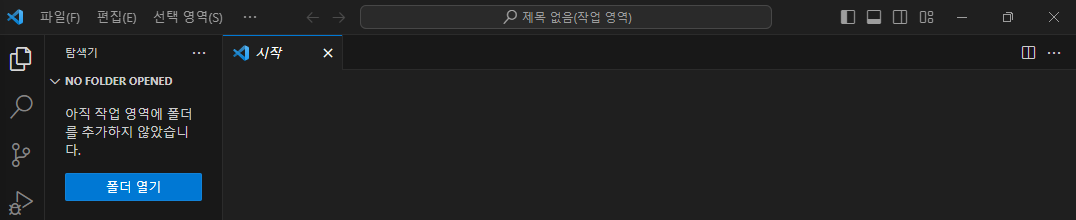 파일(F) 편집(E) 선택 영역(S) ··· 제목 없음(작업 영역)
탐색기 ··· 시작 ···
NO FOLDER OPENED
아직 작업 영역에 폴더
를 추가하지 않았습니
다.
폴더 열기